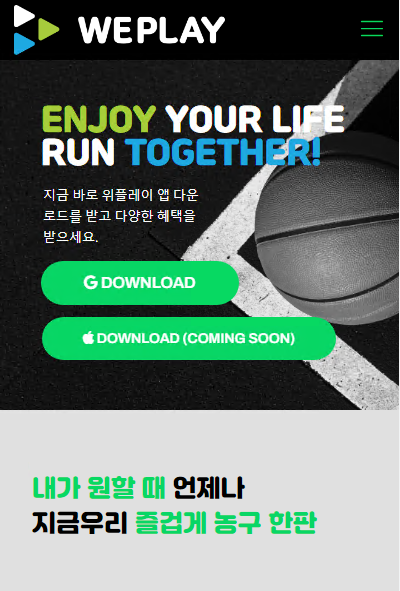 WEPLAY
ENJOY YOUR LIFE
RUN TOGETHER!
지금 바로 위플레이 앱 다운
로드를 받고 다양한 혜택을
받으세요.
G DOWNLOAD
DOWNLOAD (COMING SOON)
내가 원할 때 언제나
지금우리 즐겁게 농구 한판